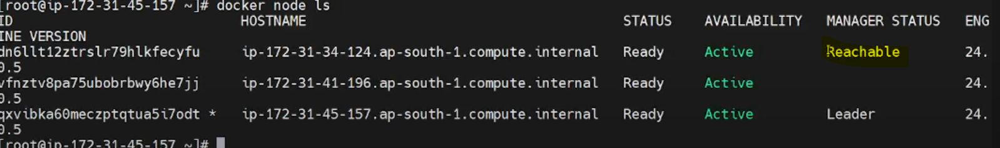 [root@ip-172-31-45-157 ~]# docker node ls
ID HOSTNAME STATUS AVAILABILITY MANAGER STATUS ENG
INE VERSION
dn6llt12ztrslr79hlkfecyfu ip-172-31-34-124.ap-south-1.compute.internal Ready Active Reachable 24.
0.5
vfnztv8pa75ubobrbwy6he7jj ip-172-31-41-196.ap-south-1.compute.internal Ready Active 24.
0.5
qxvibka60meczptqtua5i7odt * ip-172-31-45-157.ap-south-1.compute.internal Ready Active Leader 24.
0.5
[root@ip-172-31-45-157 ~]#